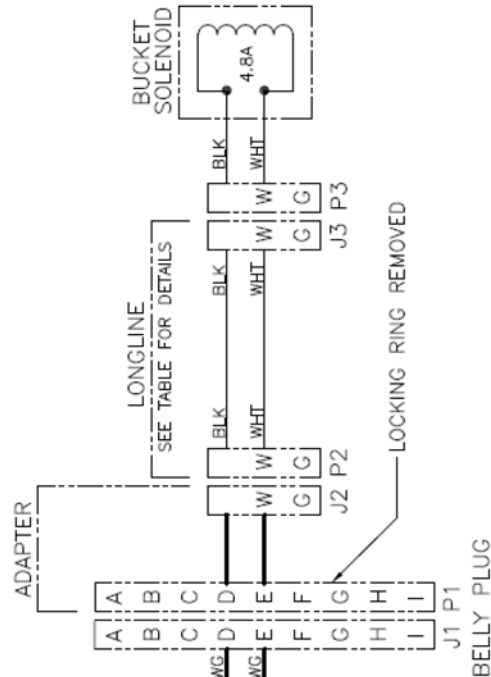 BUCKET
SOLENOID
4.8A
BLK
WHT
W
G
P3
W
G
J3
LONGLINE
SEE TABLE FOR DETAILS
BLK
WHT
BLK
WHT
LOCKING RING REMOVED
W
G
P2
W
G
J2
ADAPTER
A
B
C
D
E
F
G
H
I
P1
A
B
C
D
E
F
G
H
I
J1
BELLY PLUG
WG
WG